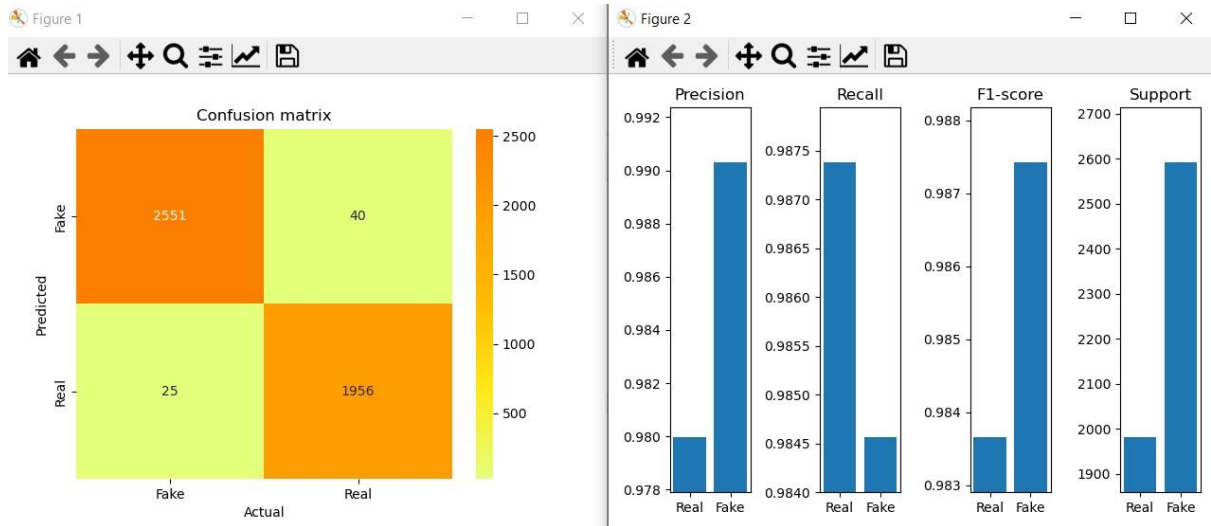 Figure 1
Confusion matrix
Predicted
Fake
Real
2551
40
25
1956
Fake
Real
Actual
2500
2000
1500
1000
500
Figure 2
Precision
0.992
0.990
0.988
0.986
0.984
0.982
0.980
0.978
Real Fake
Recall
0.9875
0.9870
0.9865
0.9860
0.9855
0.9850
0.9845
0.9840
Real Fake
F1-score
0.988
0.987
0.986
0.985
0.984
0.983
Real Fake
Support
2700
2600
2500
2400
2300
2200
2100
2000
1900
Real Fake